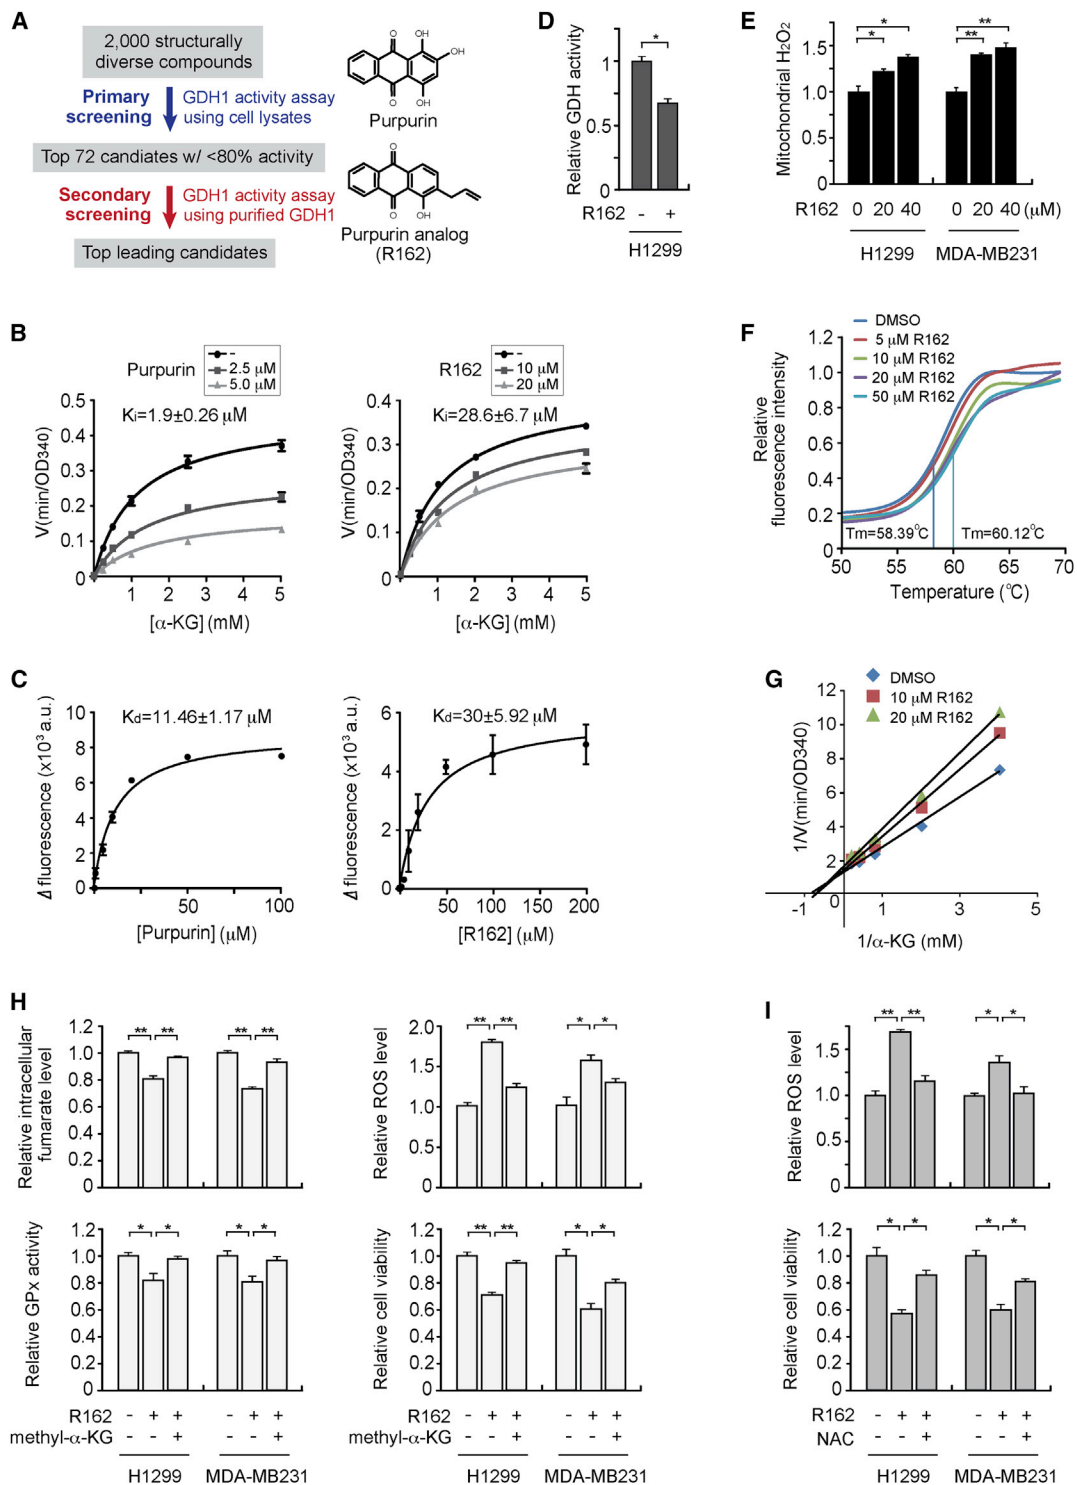 A
2,000 structurally
diverse compounds
Primary
screening
GDH1 activity assay
using cell lysates
Top 72 candiates w/ <80% activity
Secondary
screening
GDH1 activity assay
using purified GDH1
Top leading candidates
O OH
OH
O OH
Purpurin
O
O OH
Purpurin analog
(R162)
D
Relative GDH activity
1
0.5
0
*
R162 - +
H1299
E
Mitochondrial H2O2
1.5
1.0
0.5
0
* *
** **
R162 0 20 40 0 20 40 (μM)
H1299 MDA-MB231
B
Purpurin
-
2.5 μM
5.0 μM
Ki=1.9±0.26 μM
V(min/OD340)
0.5
0.4
0.3
0.2
0.1
0
1 2 3 4 5
[α-KG] (mM)
R162
-
10 μM
20 μM
Ki=28.6±6.7 μM
V(min/OD340)
0.4
0.3
0.2
0.1
0
1 2 3 4 5
[α-KG] (mM)
F
DMSO
5 μM R162
10 μM R162
20 μM R162
50 μM R162
Relative
fluorescence intensity
1.2
1.0
0.8
0.6
0.4
0.2
0
Tm=58.39°C Tm=60.12°C
50 55 60 65 70
Temperature (°C)
C
Kd=11.46±1.17 μM
Δ fluorescence (x10³ a.u.)
10
8
6
4
2
0
50 100
[Purpurin] (μM)
Kd=30±5.92 μM
Δ fluorescence (x10³ a.u.)
6
4
2
0
50 100 150 200
[R162] (μM)
G
DMSO
10 μM R162
20 μM R162
1/V(min/OD340)
12
10
8
6
4
2
0
-1 1 3 5
1/α-KG (mM)
H
Relative intracellular
fumarate level
1.2
1.0
0.8
0.6
0.4
0.2
0
** ** ** **
Relative ROS level
2.0
1.5
1.0
0.5
0
** ** * *
Relative GPx activity
1.2
1.0
0.8
0.6
0.4
0.2
0
* * * *
R162 - + + - + +
methyl-α-KG - - + - - +
H1299 MDA-MB231
Relative cell viability
1.2
1.0
0.8
0.6
0.4
0.2
0
** ** * *
R162 - + + - + +
methyl-α-KG - - + - - +
H1299 MDA-MB231
I
Relative ROS level
1.5
1.0
0.5
0
** ** * *
Relative cell viability
1.2
1.0
0.8
0.6
0.4
0.2
0
* * * *
R162 - + + - + +
NAC - - + - - +
H1299 MDA-MB231